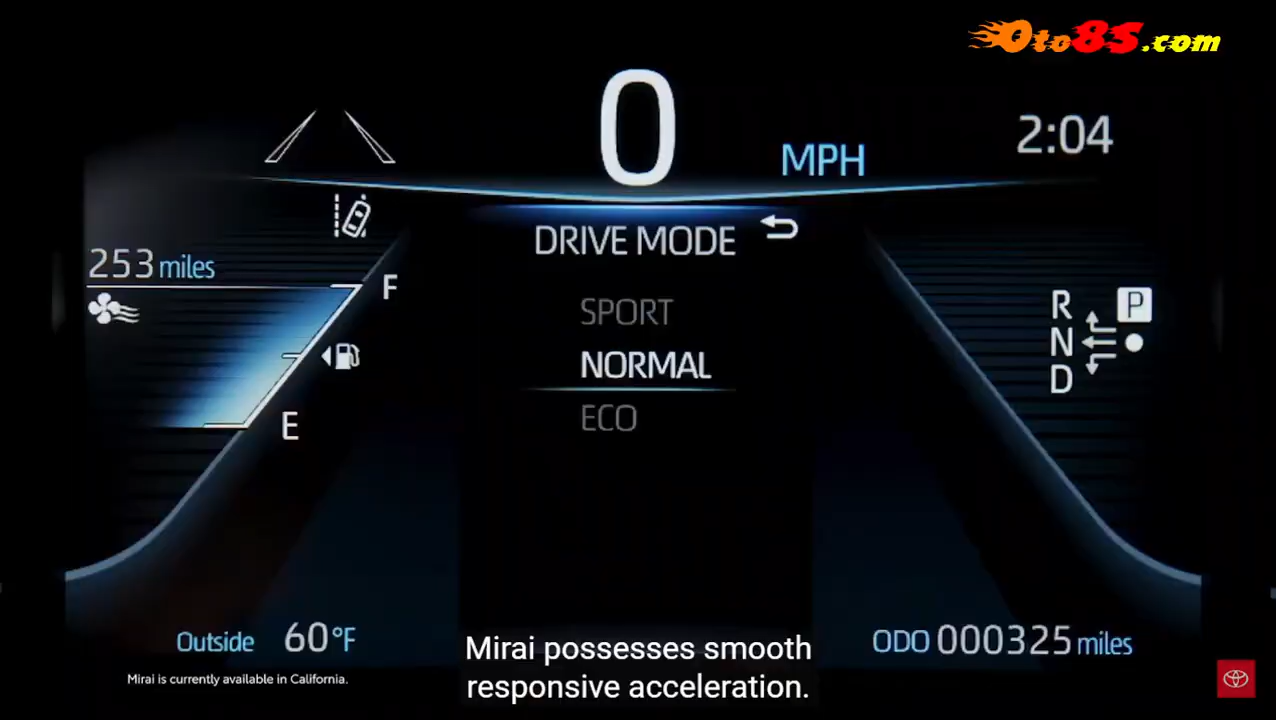 Oto8S.com
0 MPH
2:04
DRIVE MODE
253 miles
F
SPORT
R P
N
NORMAL
D
ECO
E
Outside 60°F
ODO 000325 miles
Mirai possesses smooth
responsive acceleration.
Mirai is currently available in California.